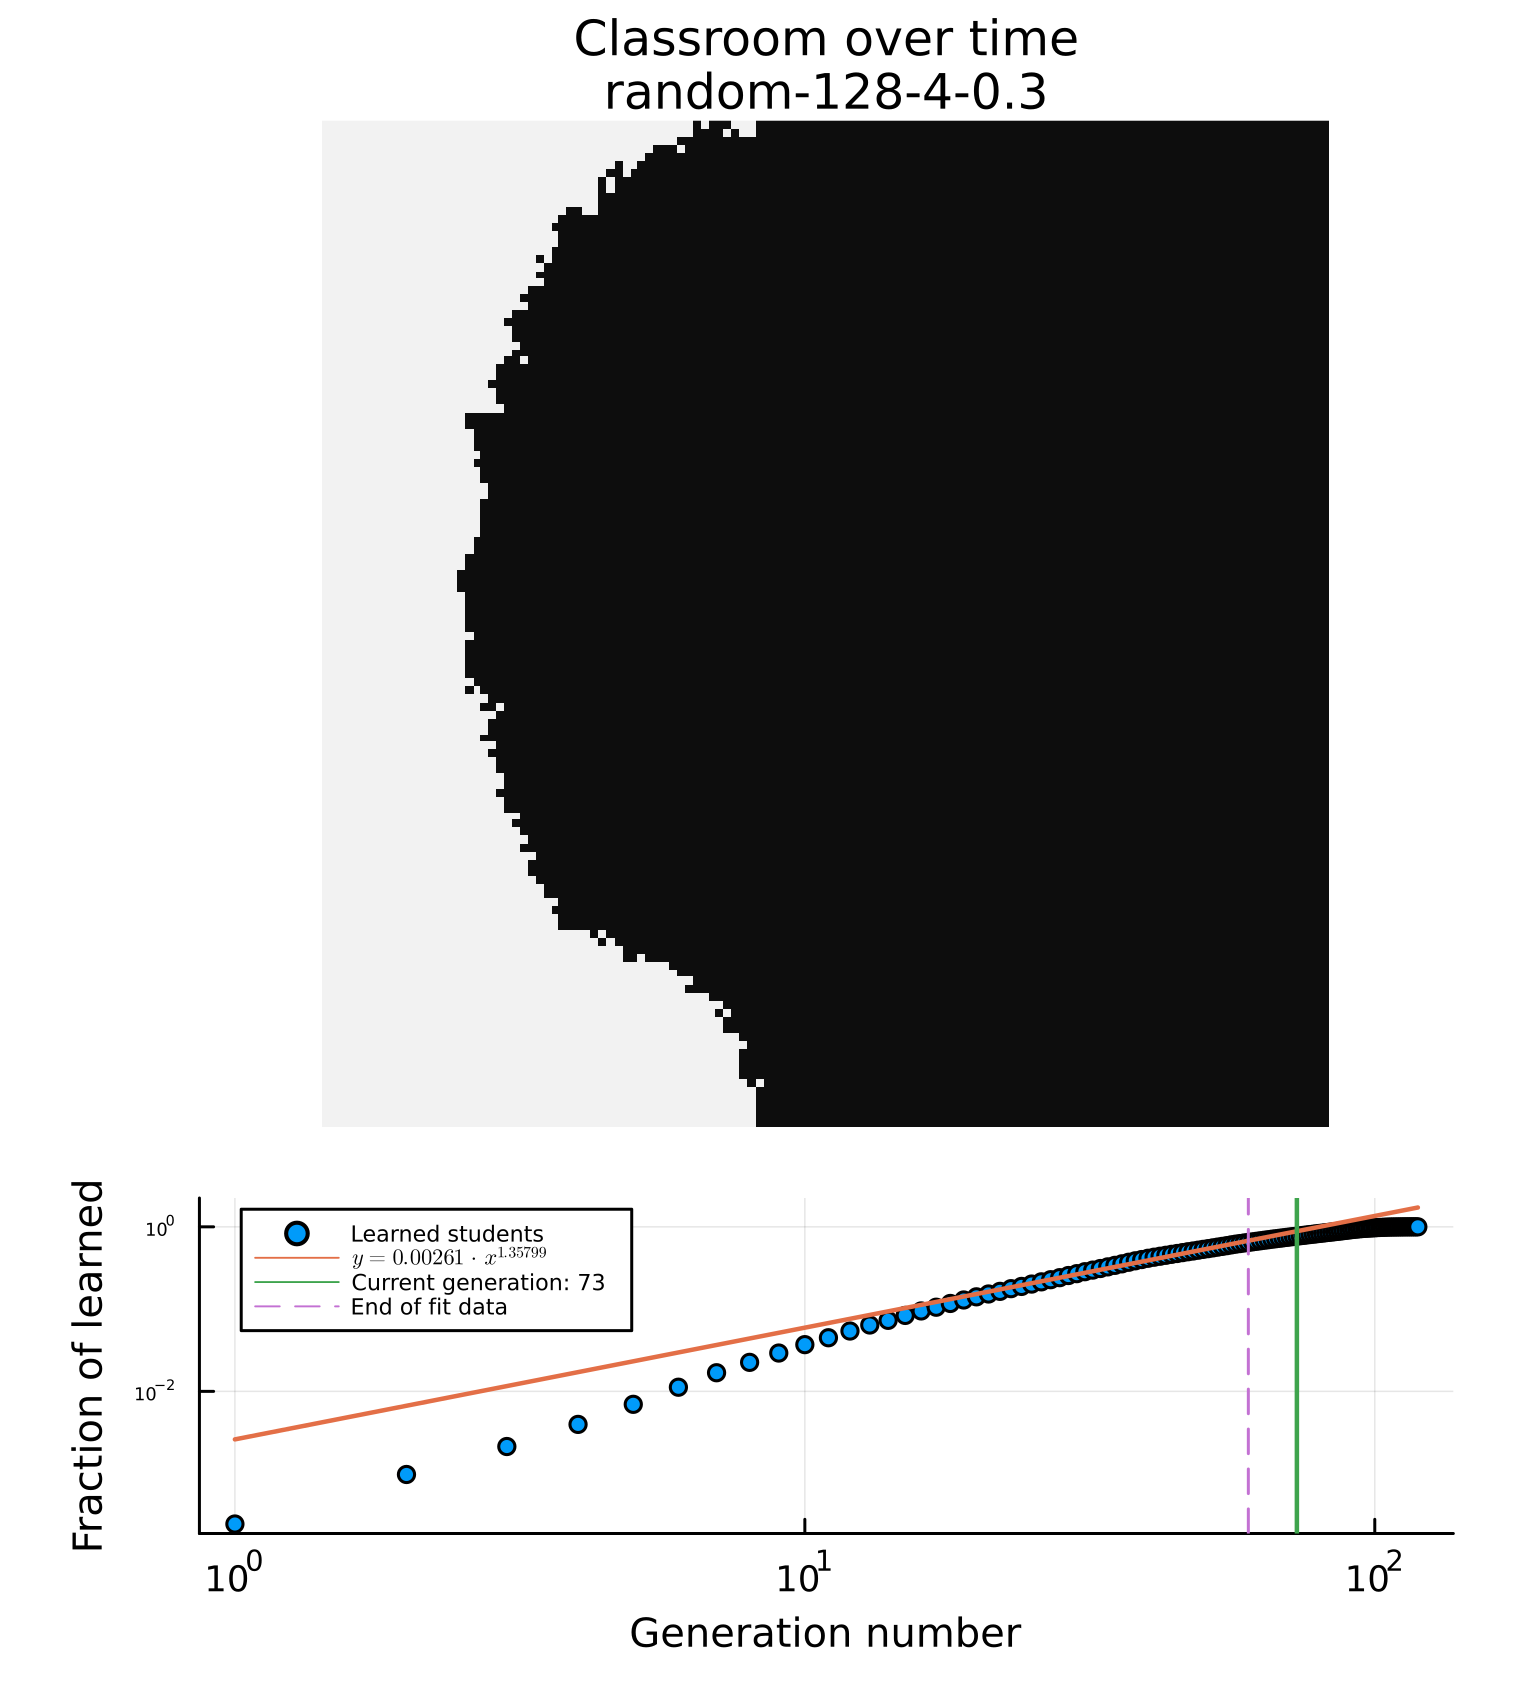 Classroom over time
random-128-4-0.3
Fraction of learned
10^0
10^−2
Learned students
y = 0.00261 · x^1.35799
Current generation: 73
End of fit data
10^0
10^1
10^2
Generation number